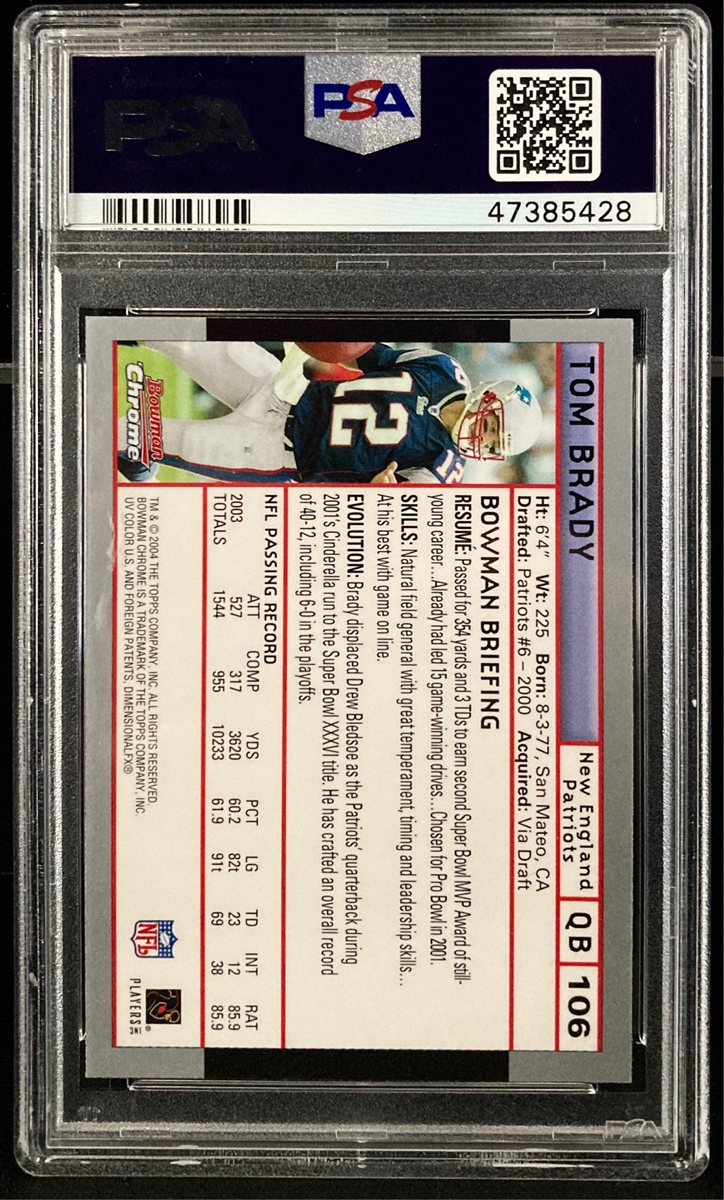 PSA
PSA
47385428
TOM BRADY
New England
Patriots
QB
106
Ht: 6'4" Wt: 225 Born: 8-3-77, San Mateo, CA
Drafted: Patriots #6 – 2000 Acquired: Via Draft
BOWMAN BRIEFING
RESUMÉ: Passed for 354 yards and 3 TDs to earn second Super Bowl MVP Award of still-
young career...Already had led 15 game-winning drives...Chosen for Pro Bowl in 2001.
SKILLS: Natural field general with great temperament, timing and leadership skills...
At his best with game on line.
EVOLUTION: Brady displaced Drew Bledsoe as the Patriots' quarterback during
2001's Cinderella run to the Super Bowl XXXVI title. He has crafted an overall record
of 40-12, including 6-0 in the playoffs.
NFL PASSING RECORD
ATT COMP YDS PCT LG TD INT RAT
2003 527 317 3620 60.2 82t 23 12 85.9
TOTALS 1544 955 10233 61.9 91t 69 38 85.9
TM & © 2004 THE TOPPS COMPANY, INC. ALL RIGHTS RESERVED.
BOWMAN CHROME IS A TRADEMARK OF THE TOPPS COMPANY, INC.
UV COLOR U.S. AND FOREIGN PATENTS, DIMENSIONALFX®
12
12
Bowman
Chrome
NFL
PLAYERS INC
PSA